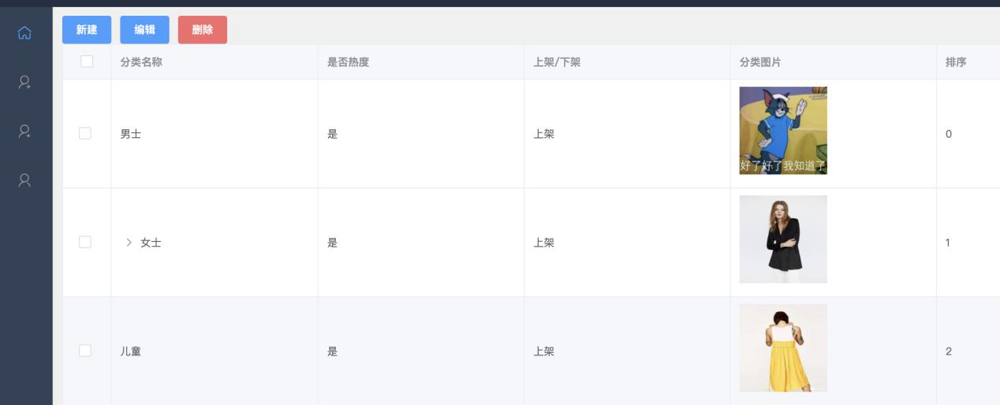 新建 编辑 删除
分类名称 是否热度 上架/下架 分类图片 排序
男士 是 上架 0
好了好了我知道了
女士 是 上架 1
儿童 是 上架 2